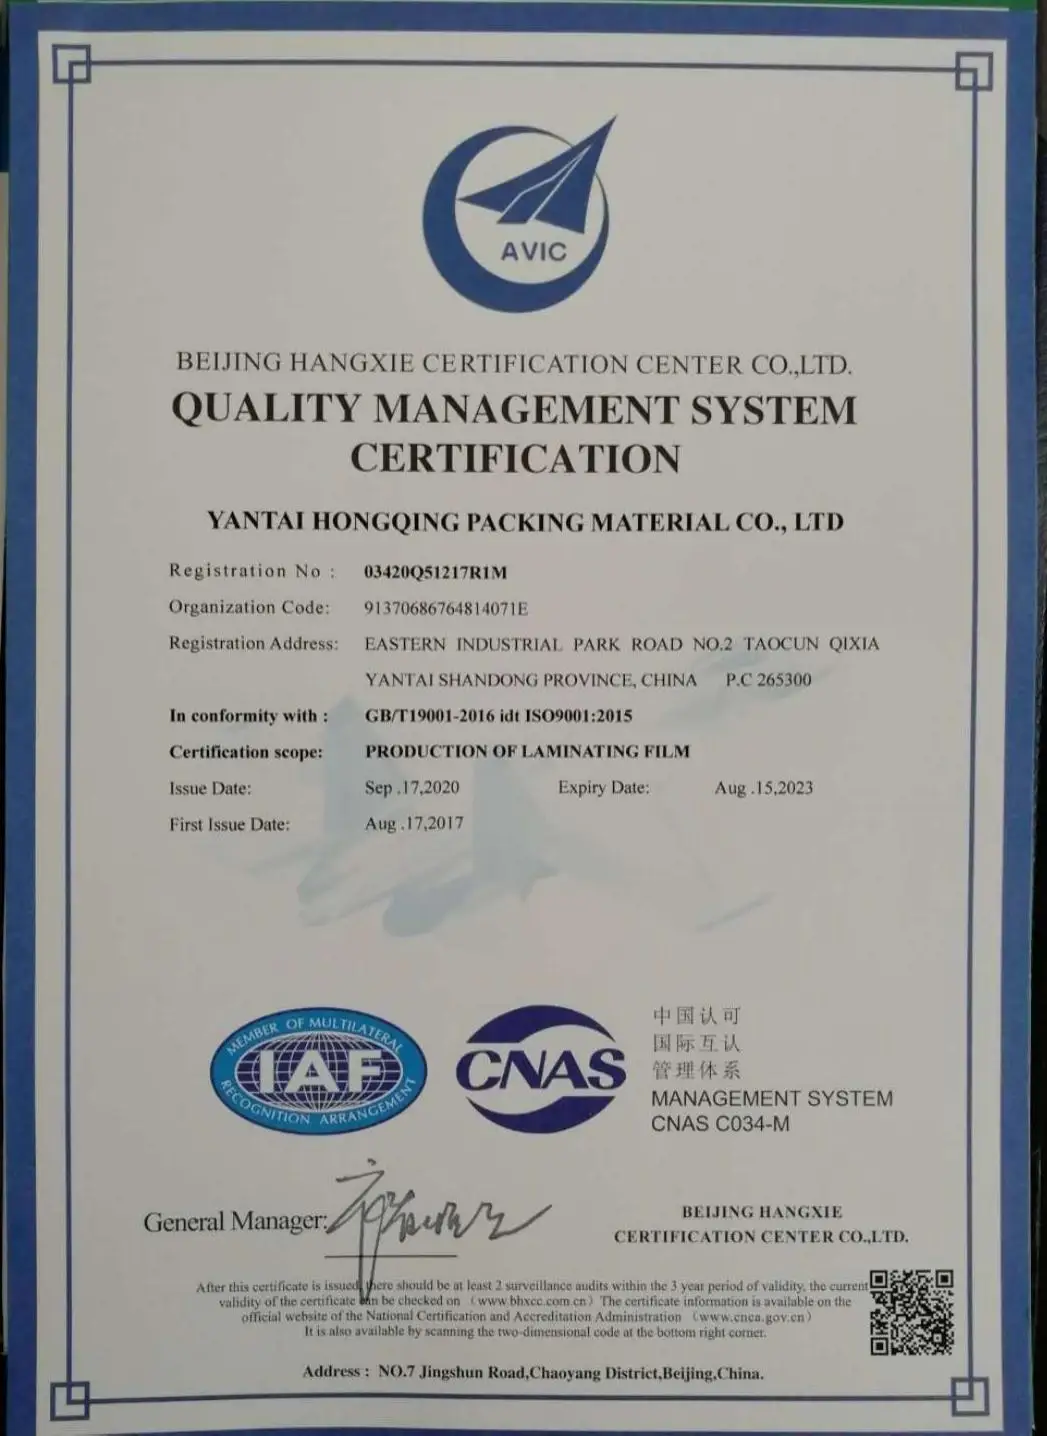 AVIC
BEIJING HANGXIE CERTIFICATION CENTER CO.,LTD.
QUALITY MANAGEMENT SYSTEM
CERTIFICATION
YANTAI HONGQING PACKING MATERIAL CO., LTD
Registration No : 03420Q51217R1M
Organization Code: 91370686764814071E
Registration Address: EASTERN INDUSTRIAL PARK ROAD NO.2 TAOCUN QIXIA
YANTAI SHANDONG PROVINCE, CHINA P.C 265300
In conformity with : GB/T19001-2016 idt ISO9001:2015
Certification scope: PRODUCTION OF LAMINATING FILM
Issue Date: Sep .17,2020 Expiry Date: Aug .15,2023
First Issue Date: Aug .17,2017
MEMBER OF MULTILATERAL
IAF
RECOGNITION ARRANGEMENT
CNAS
中国认可
国际互认
管理体系
MANAGEMENT SYSTEM
CNAS C034-M
General Manager:
BEIJING HANGXIE
CERTIFICATION CENTER CO.,LTD.
After this certificate is issued, there should be at least 2 surveillance audits within the 3 year period of validity, the current
validity of the certificate can be checked on （www.bhxcc.com.cn）The certificate information is available on the
official website of the National Certification and Accreditation Administration （www.cnca.gov.cn）
It is also available by scanning the two-dimensional code at the bottom right corner.
Address : NO.7 Jingshun Road,Chaoyang District,Beijing,China.